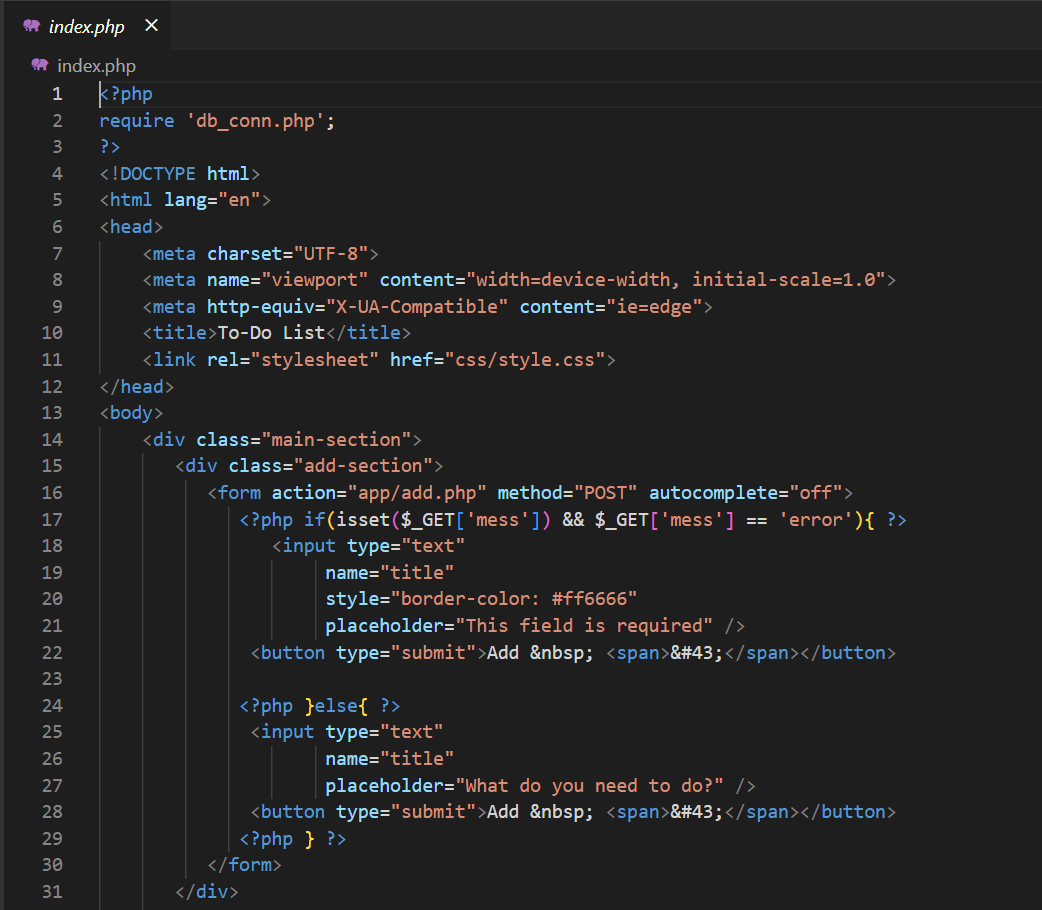 index.php ×
index.php
1 <?php
2 require 'db_conn.php';
3 ?>
4 <!DOCTYPE html>
5 <html lang="en">
6 <head>
7     <meta charset="UTF-8">
8     <meta name="viewport" content="width=device-width, initial-scale=1.0">
9     <meta http-equiv="X-UA-Compatible" content="ie=edge">
10     <title>To-Do List</title>
11     <link rel="stylesheet" href="css/style.css">
12 </head>
13 <body>
14     <div class="main-section">
15        <div class="add-section">
16           <form action="app/add.php" method="POST" autocomplete="off">
17              <?php if(isset($_GET['mess']) && $_GET['mess'] == 'error'){ ?>
18                 <input type="text"
19                      name="title"
20                      style="border-color: #ff6666"
21                      placeholder="This field is required" />
22               <button type="submit">Add &nbsp; <span>&#43;</span></button>
23
24              <?php }else{ ?>
25               <input type="text"
26                      name="title"
27                      placeholder="What do you need to do?" />
28               <button type="submit">Add &nbsp; <span>&#43;</span></button>
29              <?php } ?>
30           </form>
31        </div>